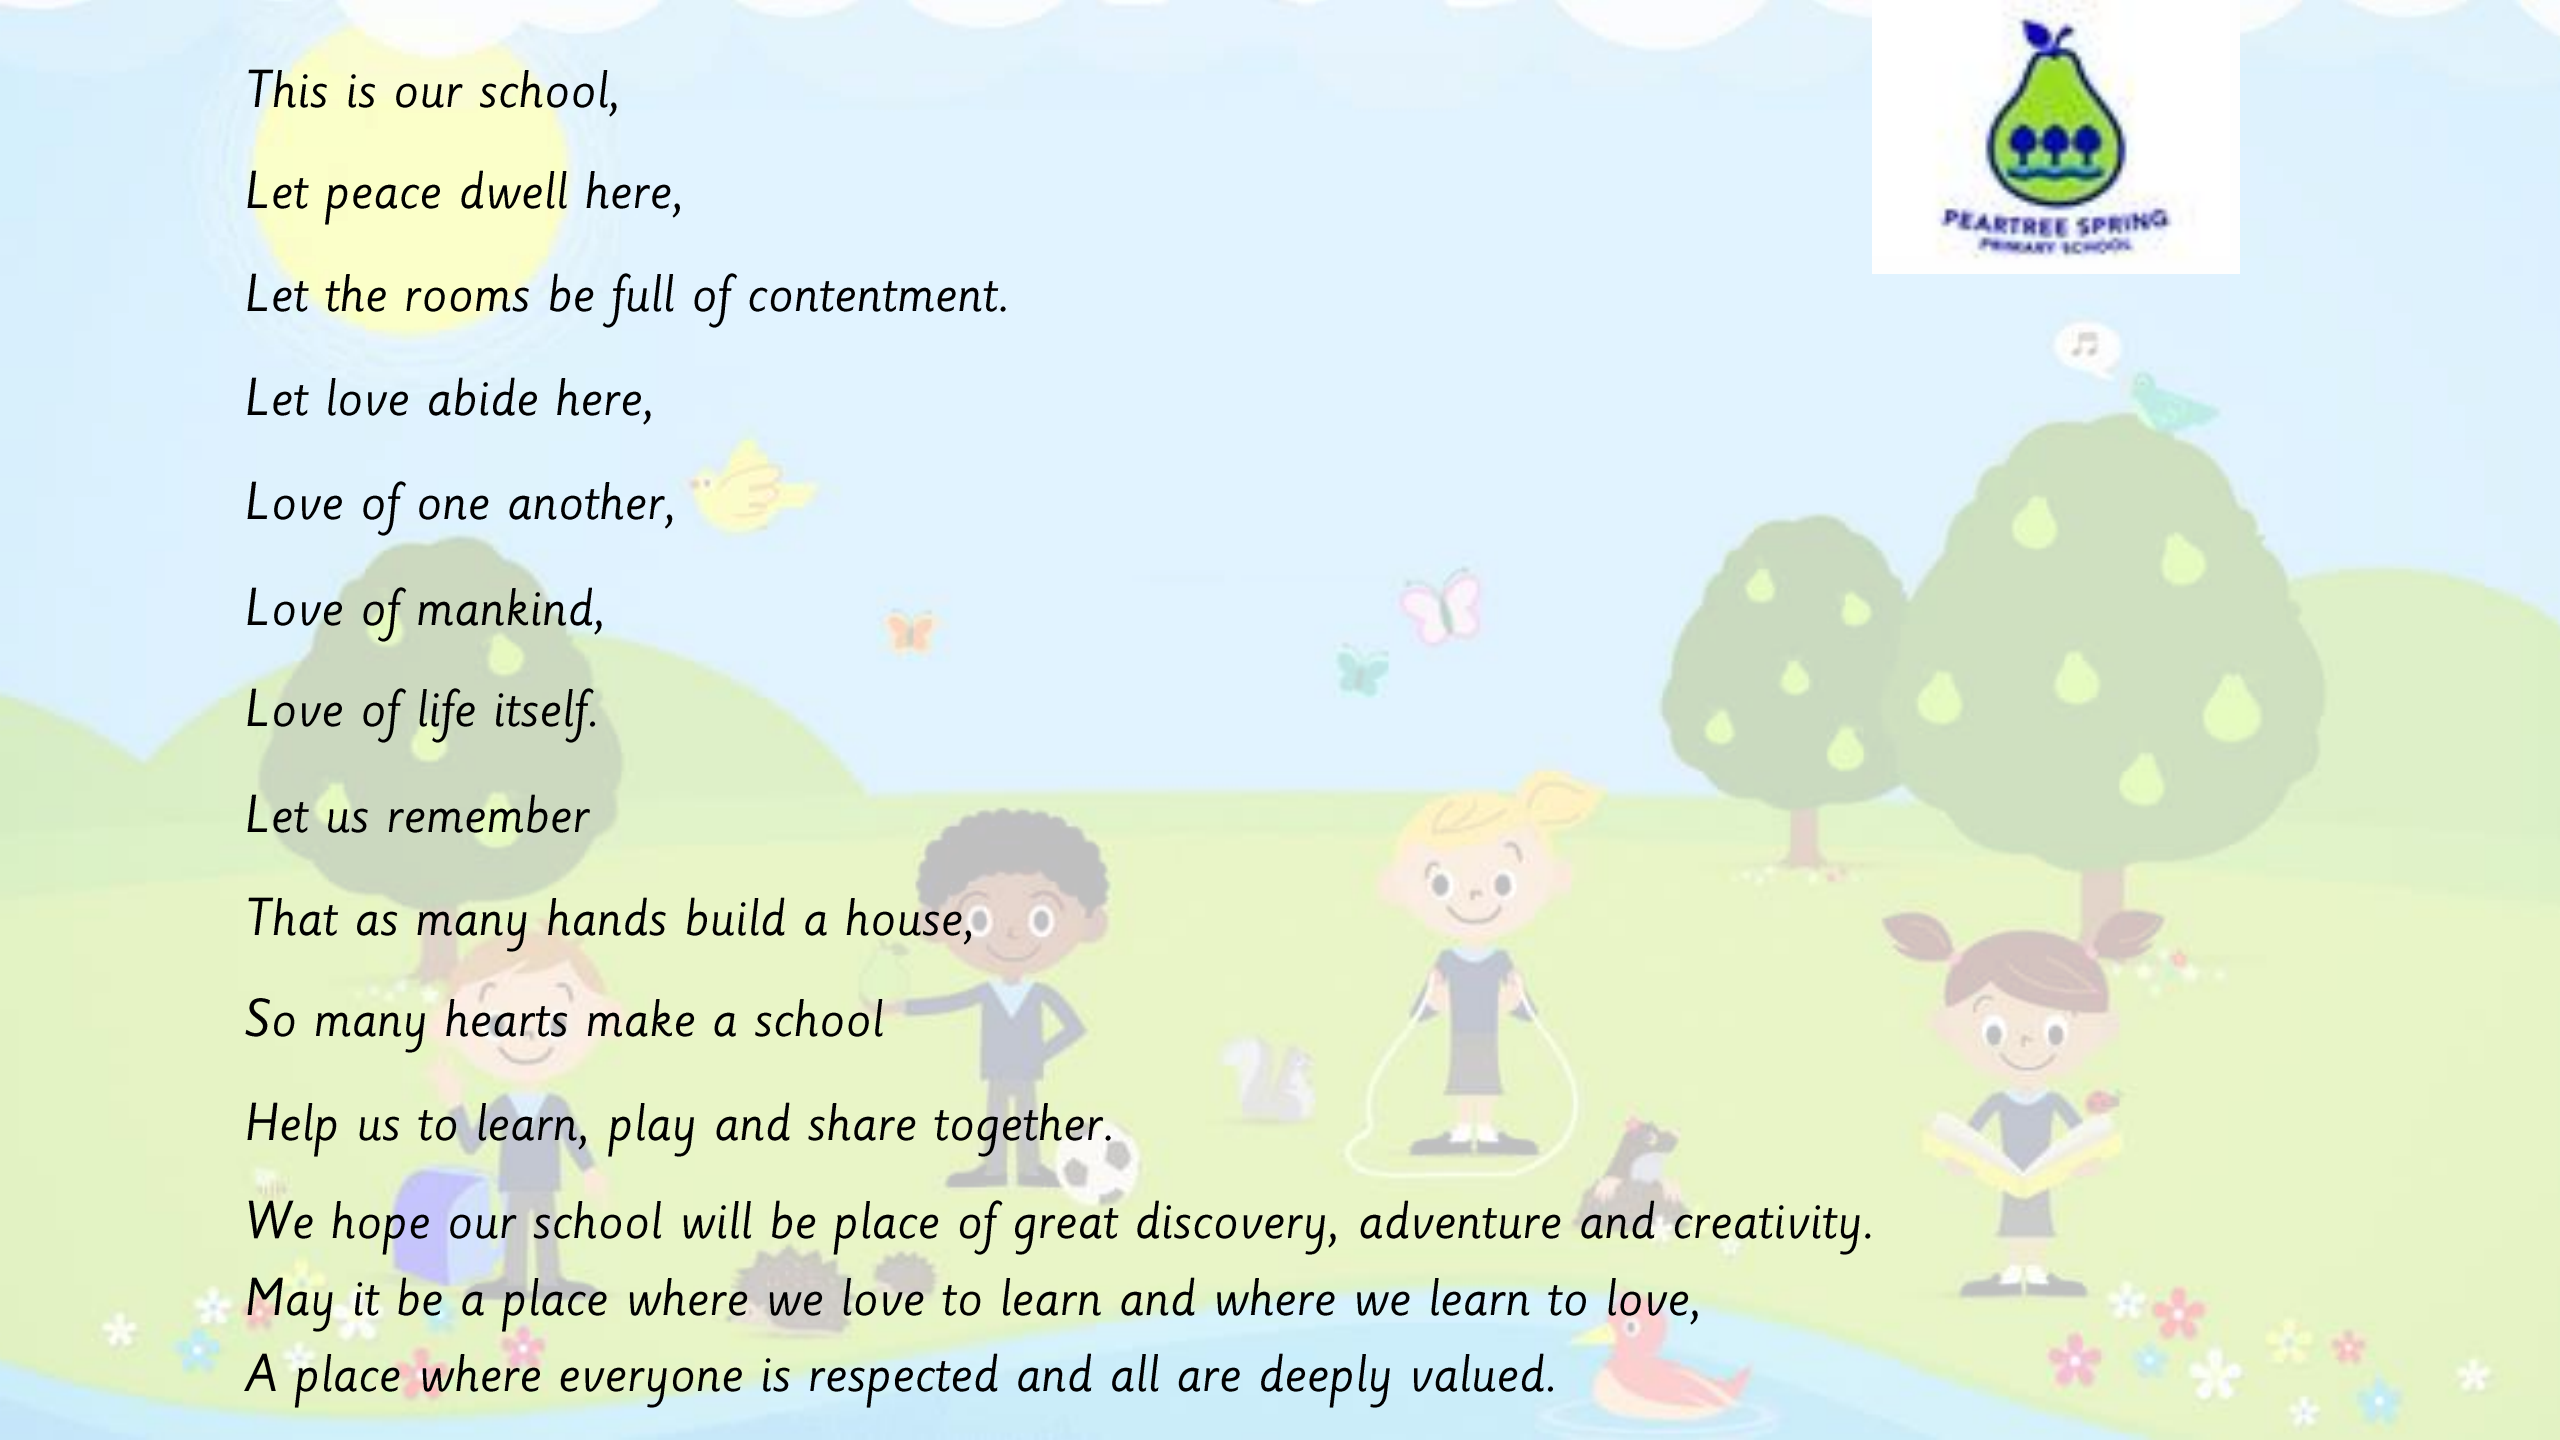 This is our school,
Let peace dwell here,
Let the rooms be full of contentment.
Let love abide here,
Love of one another,
Love of mankind,
Love of life itself.
Let us remember
That as many hands build a house,
So many hearts make a school
Help us to learn, play and share together.
We hope our school will be place of great discovery, adventure and creativity.
May it be a place where we love to learn and where we learn to love,
A place where everyone is respected and all are deeply valued.
PEARTREE SPRING
PRIMARY SCHOOL